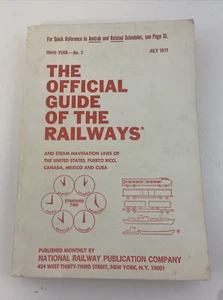 For Quick Reference to Amtrak and Related Schedules, see Page XI.
104th YEAR—No. 2
JULY 1971
THE
OFFICIAL
GUIDE
OF THE
RAILWAYS
AND STEAM NAVIGATION LINES OF
THE UNITED STATES, PUERTO RICO,
CANADA, MEXICO AND CUBA
STANDARD
TIME
PUBLISHED MONTHLY BY
NATIONAL RAILWAY PUBLICATION COMPANY
424 WEST THIRTY-THIRD STREET, NEW YORK, N.Y. 10001